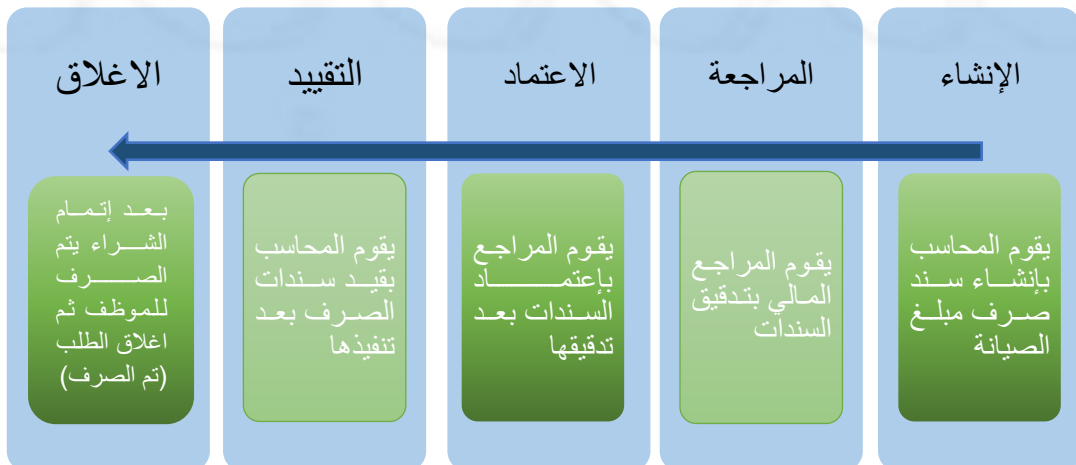 الإنشاء
المراجعة
الاعتماد
التقييد
الاغلاق
يقوم المحاسب
بإنشاء سند
صرف مبلغ
الصيانة
يقوم المراجع
المالي بتدقيق
السندات
يقوم المراجع
بإعتماد
السندات بعد
تدقيقها
يقوم المحاسب
بقيد سندات
الصرف بعد
تنفيذها
بعد إتمام
الشراء يتم
الصرف
للموظف ثم
اغلاق الطلب
(تم الصرف)